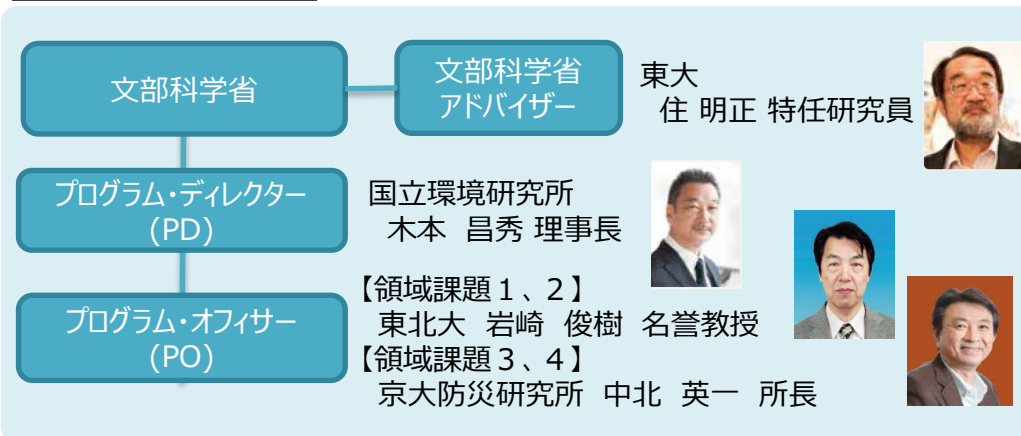 文部科学省
文部科学省
アドバイザー
東大
住 明正 特任研究員
プログラム・ディレクター
(PD)
国立環境研究所
木本 昌秀 理事長
プログラム・オフィサー
(PO)
【領域課題１、２】
東北大 岩崎 俊樹 名誉教授
【領域課題３、４】
京大防災研究所 中北 英一 所長